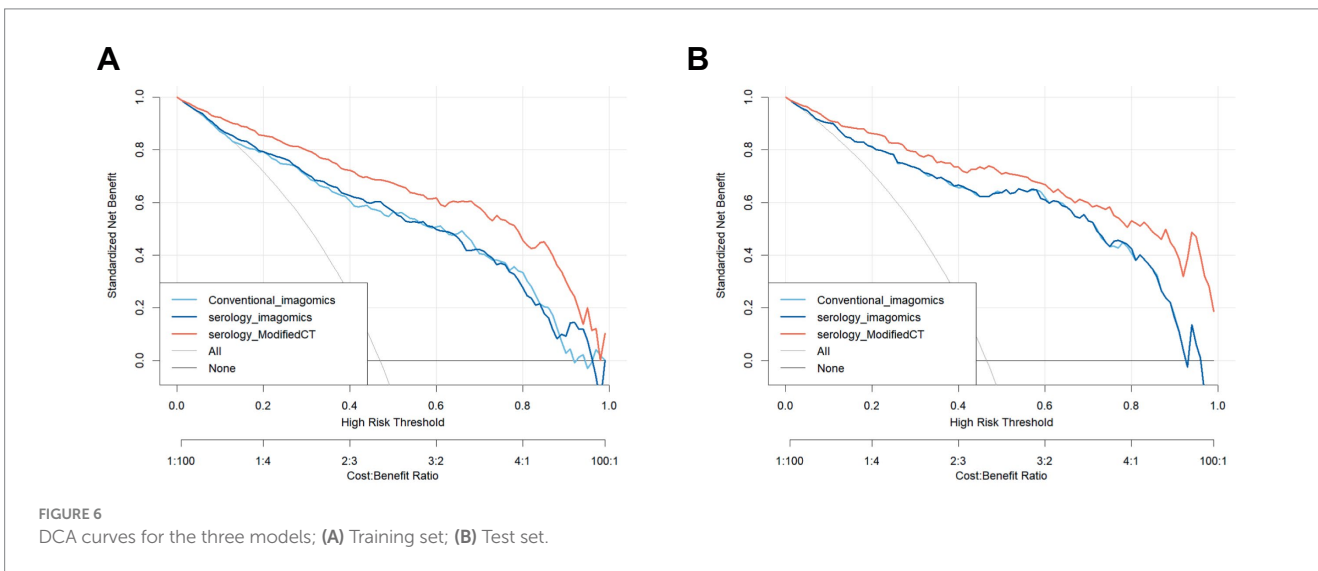 A
Standardized Net Benefit
1.0
0.8
0.6
0.4
0.2
0.0
Conventional_imagomics
serology_imagomics
serology_ModifiedCT
All
None
0.0 0.2 0.4 0.6 0.8 1.0
High Risk Threshold
1:100 1:4 2:3 3:2 4:1 100:1
Cost:Benefit Ratio
B
Standardized Net Benefit
1.0
0.8
0.6
0.4
0.2
0.0
Conventional_imagomics
serology_imagomics
serology_ModifiedCT
All
None
0.0 0.2 0.4 0.6 0.8 1.0
High Risk Threshold
1:100 1:4 2:3 3:2 4:1 100:1
Cost:Benefit Ratio
FIGURE 6
DCA curves for the three models; (A) Training set; (B) Test set.